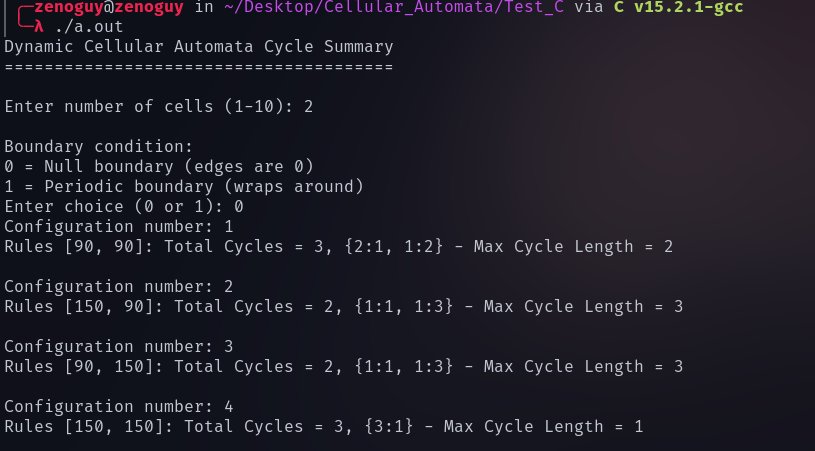 zenoguy@zenoguy in ~/Desktop/Cellular_Automata/Test_C via C v15.2.1-gcc
λ ./a.out
Dynamic Cellular Automata Cycle Summary
=======================================
Enter number of cells (1-10): 2
Boundary condition:
0 = Null boundary (edges are 0)
1 = Periodic boundary (wraps around)
Enter choice (0 or 1): 0
Configuration number: 1
Rules [90, 90]: Total Cycles = 3, {2:1, 1:2} - Max Cycle Length = 2
Configuration number: 2
Rules [150, 90]: Total Cycles = 2, {1:1, 1:3} - Max Cycle Length = 3
Configuration number: 3
Rules [90, 150]: Total Cycles = 2, {1:1, 1:3} - Max Cycle Length = 3
Configuration number: 4
Rules [150, 150]: Total Cycles = 3, {3:1} - Max Cycle Length = 1